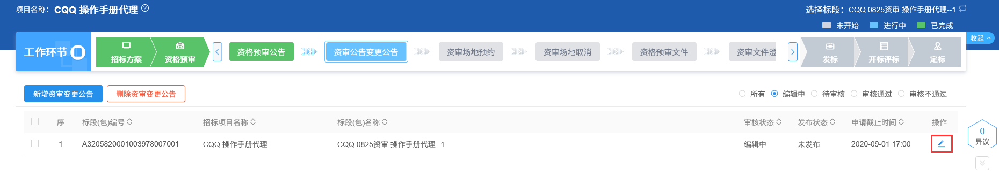 项目名称：CQQ 操作手册代理
选择标段：CQQ 0825资审 操作手册代理--1
未开始 进行中 已完成
工作环节
招标方案
资格预审
资格预审公告
资审公告变更公告
资审场地预约
资审场地取消
资格预审文件
资审文件澄
发标
开标评标
定标
收起
新增资审变更公告 删除资审变更公告
所有 编辑中 待审核 审核通过 审核不通过
序 标段(包)编号 招标项目名称 标段(包)名称 审核状态 发布状态 申请截止时间 操作
1 A3205820001003978007001 CQQ 操作手册代理 CQQ 0825资审 操作手册代理--1 编辑中 未发布 2020-09-01 17:00
0
异议